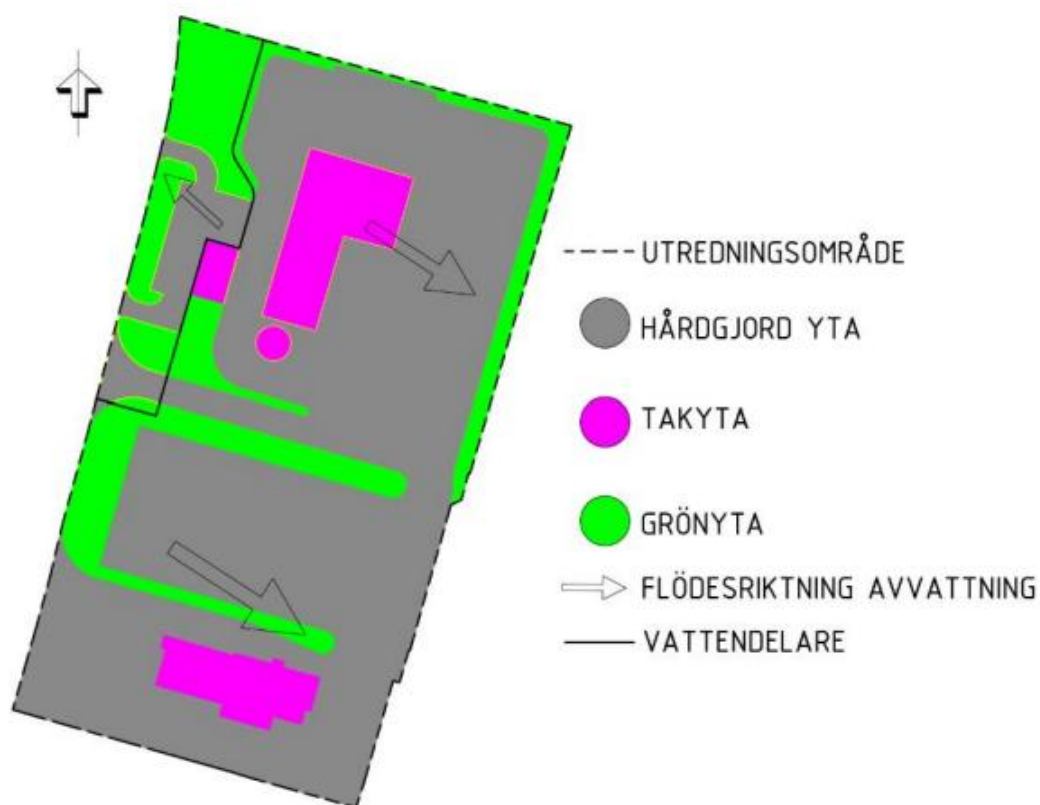 UTREDNINGSOMRÅDE
HÅRDGJORD YTA
TAKYTA
GRÖNYTA
FLÖDESRIKTNING AVVATTNING
VATTENDELARE